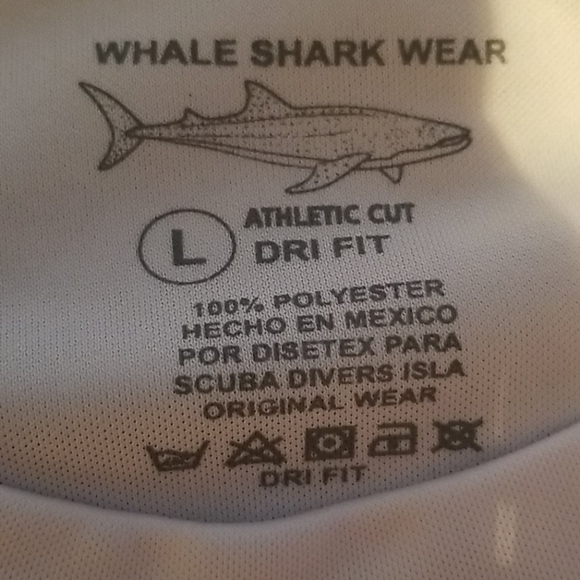 WHALE SHARK WEAR
ATHLETIC CUT
L
DRI FIT
100% POLYESTER
HECHO EN MEXICO
POR DISETEX PARA
SCUBA DIVERS ISLA
ORIGINAL WEAR
DRI FIT